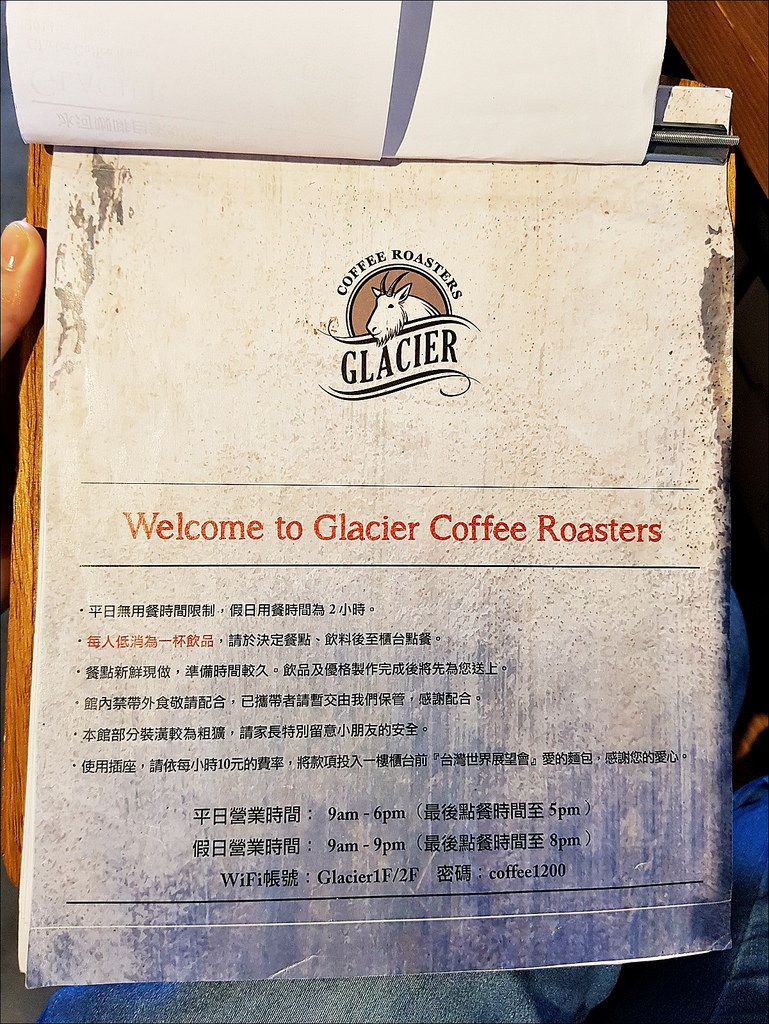 COFFEE ROASTERS
GLACIER
Welcome to Glacier Coffee Roasters
・平日無用餐時間限制，假日用餐時間為 2 小時。
・每人低消為一杯飲品，請於決定餐點、飲料後至櫃台點餐。
・餐點新鮮現做，準備時間較久。飲品及優格製作完成後將先為您送上。
・館內禁帶外食敬請配合，已攜帶者請暫交由我們保管，感謝配合。
・本館部分裝潢較為粗獷，請家長特別留意小朋友的安全。
・使用插座，請依每小時10元的費率，將款項投入一樓櫃台前『台灣世界展望會』愛的麵包，感謝您的愛心。
平日營業時間： 9am - 6pm（最後點餐時間至 5pm ）
假日營業時間： 9am - 9pm（最後點餐時間至 8pm ）
WiFi帳號：Glacier1F/2F 密碼：coffee1200